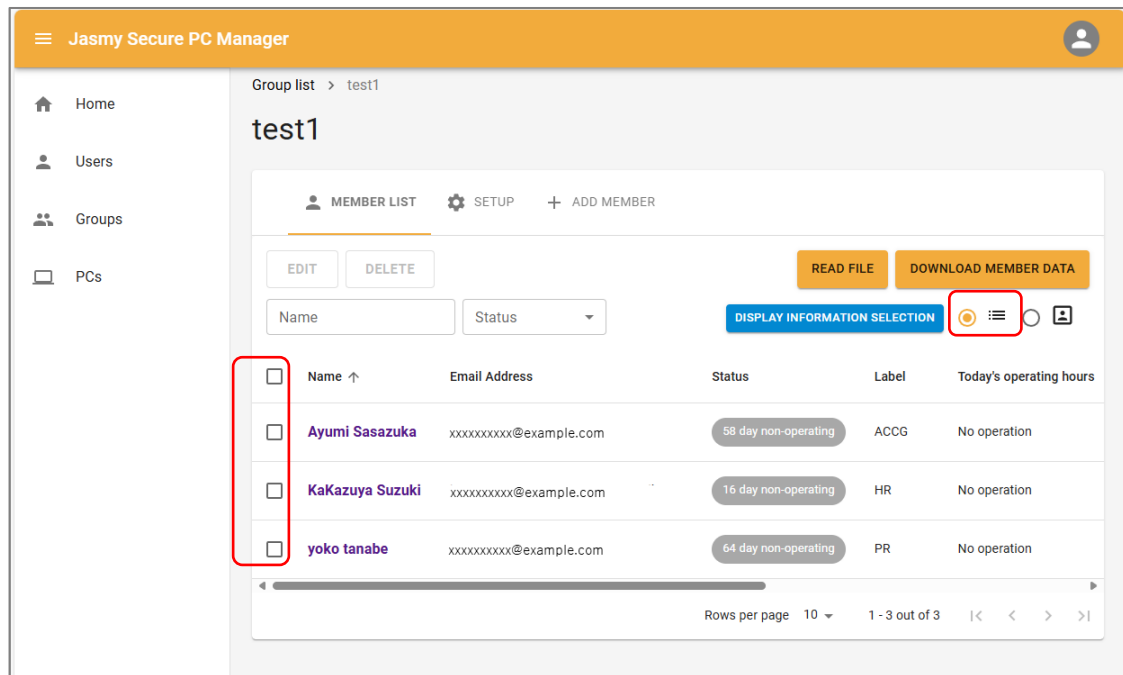 Jasmy Secure PC Manager
Home
Users
Groups
PCs
Group list > test1
test1
MEMBER LIST SETUP + ADD MEMBER
EDIT DELETE READ FILE DOWNLOAD MEMBER DATA
Name Status DISPLAY INFORMATION SELECTION
Name ↑ Email Address Status Label Today's operating hours
Ayumi Sasazuka xxxxxxxxxx@example.com 58 day non-operating ACCG No operation
KaKazuya Suzuki xxxxxxxxxx@example.com 16 day non-operating HR No operation
yoko tanabe xxxxxxxxxx@example.com 64 day non-operating PR No operation
Rows per page 10 1 - 3 out of 3